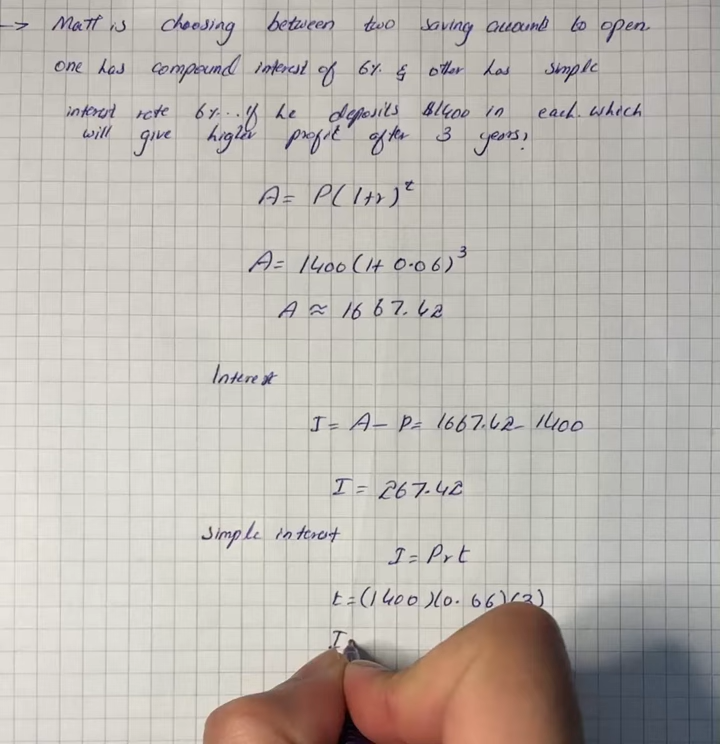 → Matt is choosing between two saving accounts to open.
one has compound interest of 6% & other has simple
interest rate 6%... If he deposits $1400 in each. which
will give higher profit after 3 years?
A = P(1+r)^t
A = 1400(1+ 0.06)^3
A ≈ 1667.42
Interest
I = A – P = 1667.42 – 1400
I = 267.42
Simple interest
I = Prt
t = (1400)(0.66)(3)
I =